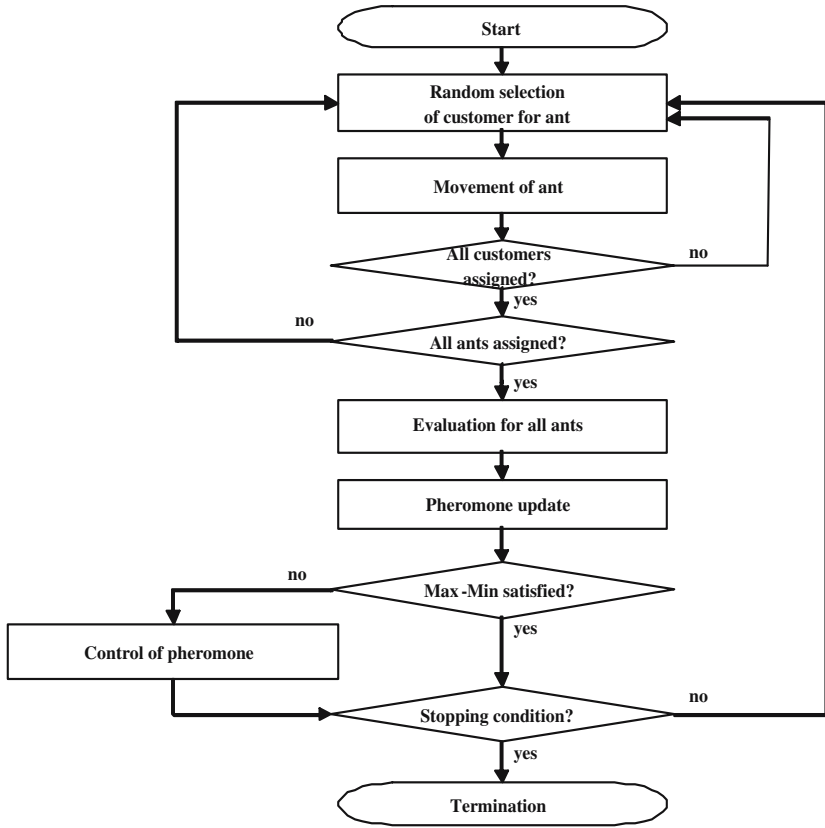 Start
Random selection
of customer for ant
Movement of ant
All customers
assigned?
no
yes
no
All ants assigned?
yes
Evaluation for all ants
Pheromone update
no
Max-Min satisfied?
yes
Control of pheromone
no
Stopping condition?
yes
Termination